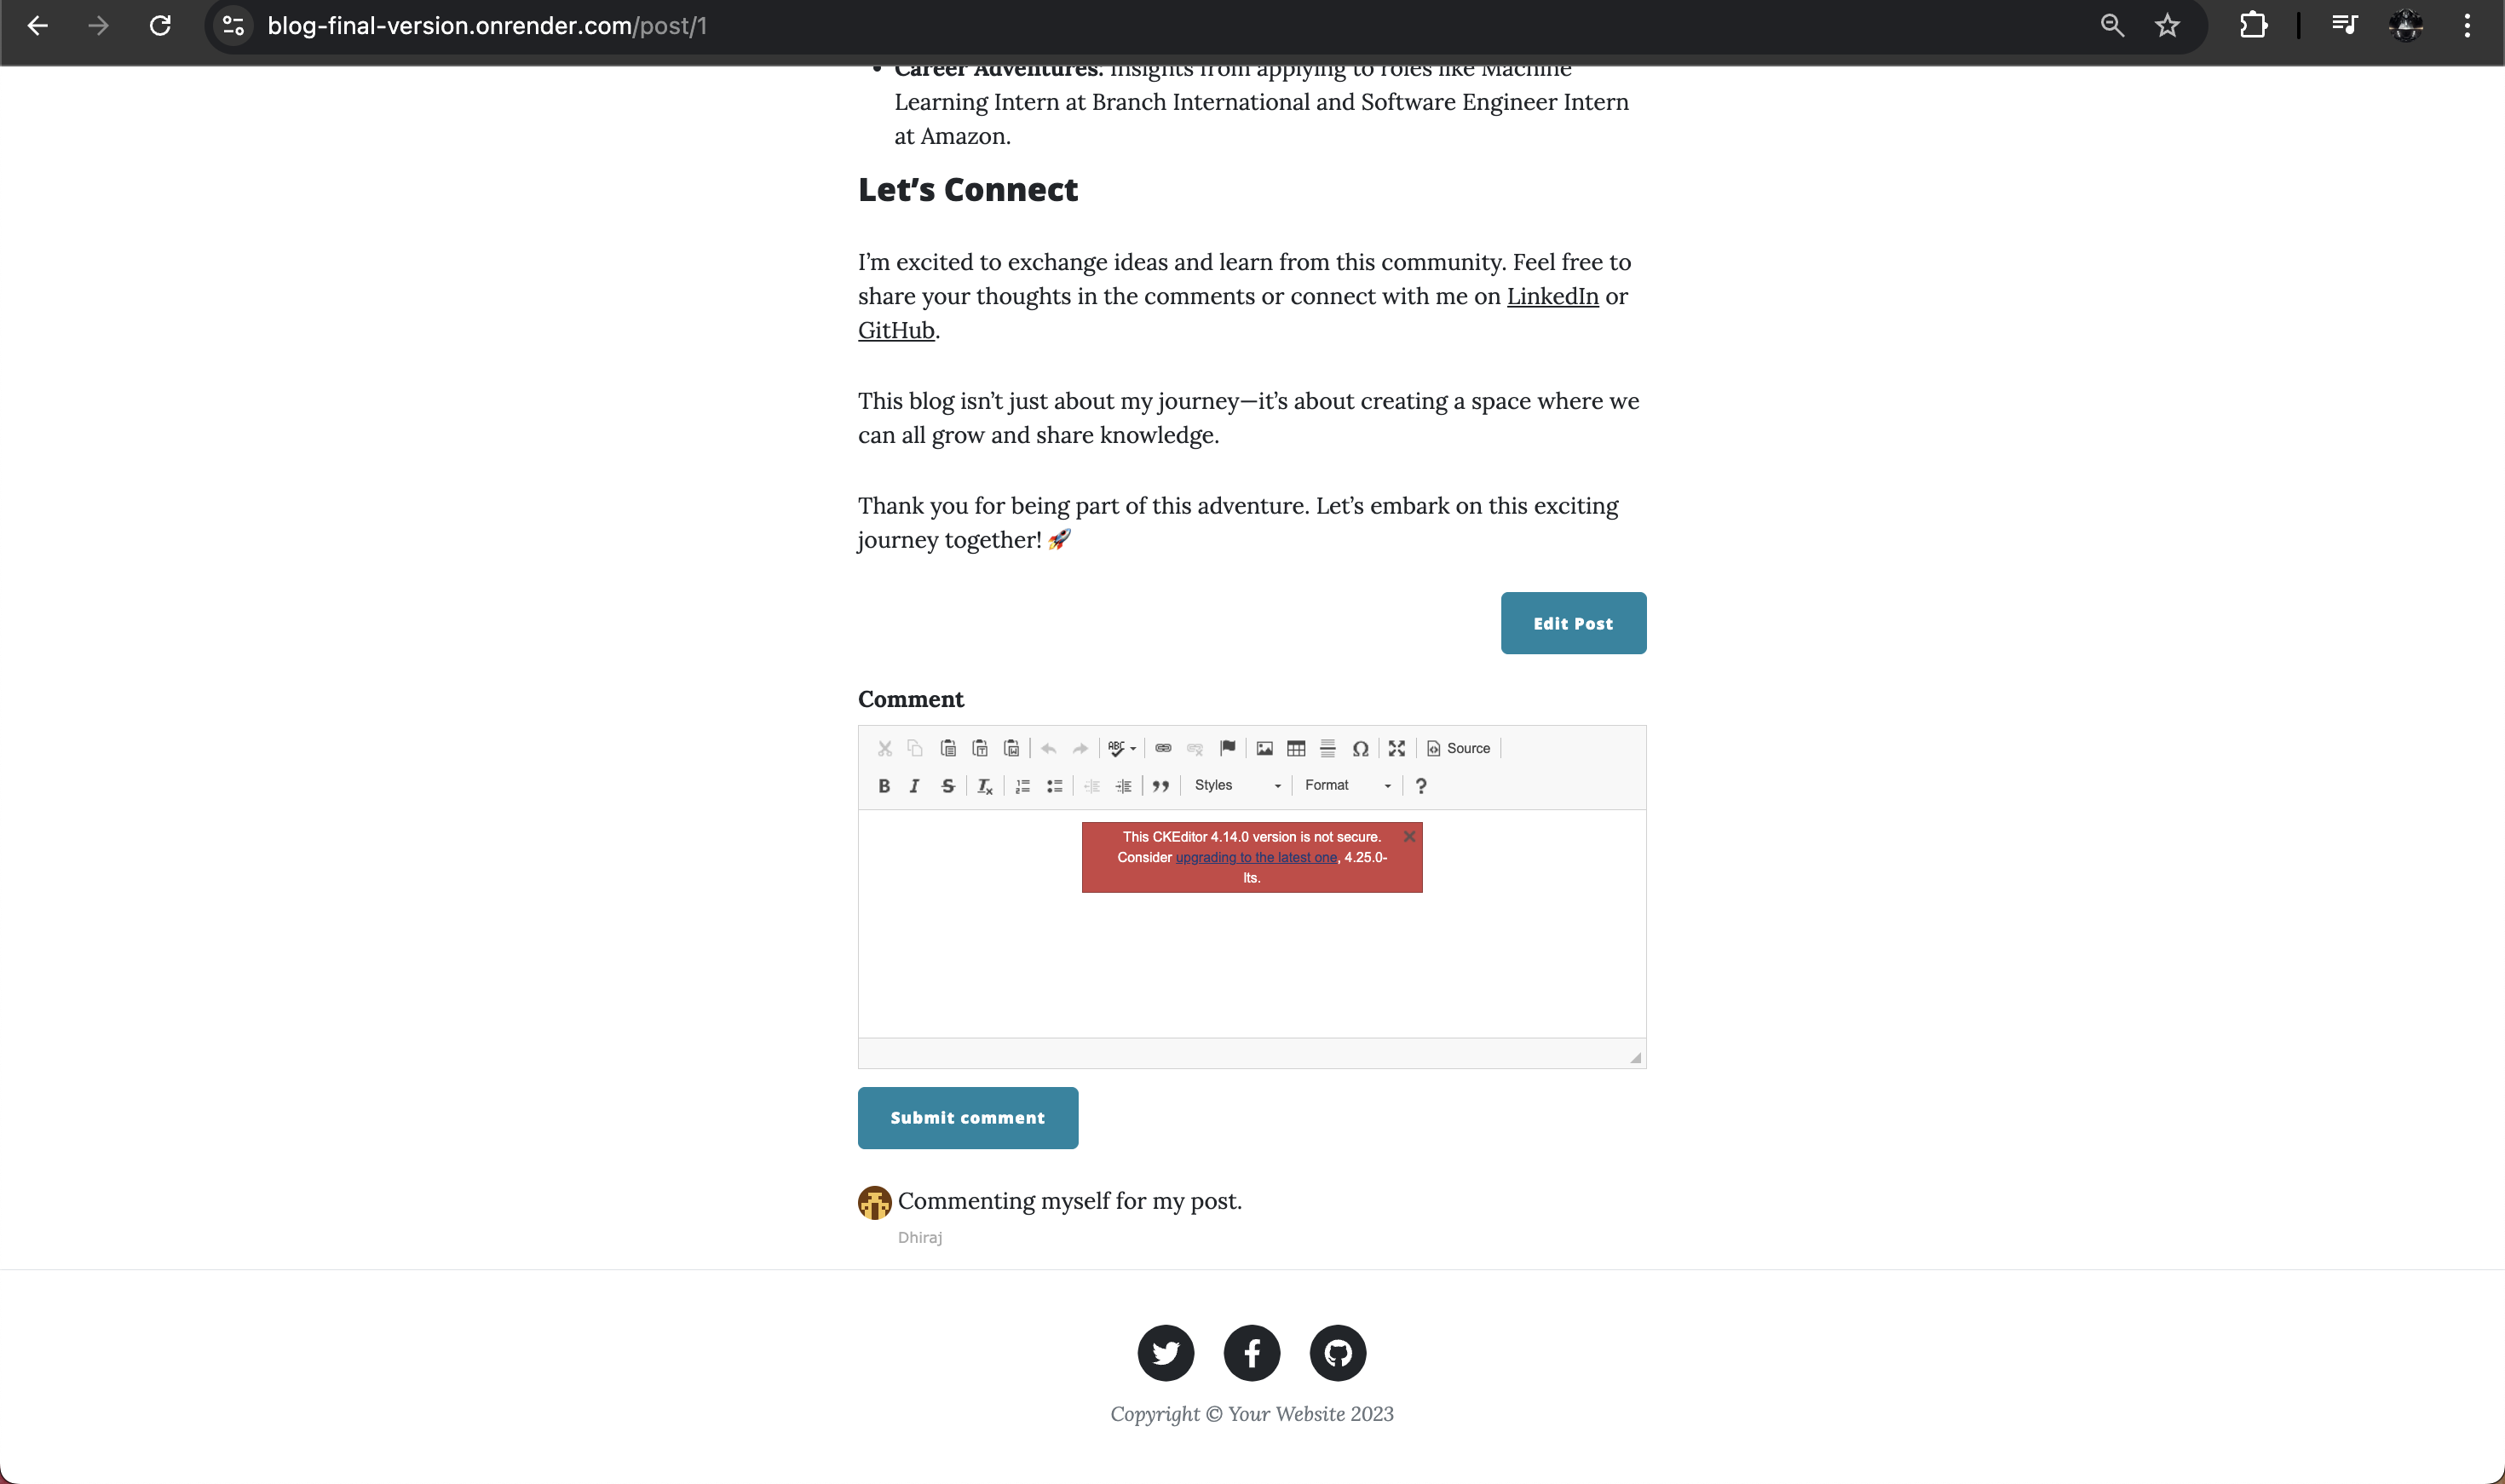 blog-final-version.onrender.com/post/1
Career Adventures: Insights from applying to roles like Machine
Learning Intern at Branch International and Software Engineer Intern
at Amazon.
Let’s Connect
I’m excited to exchange ideas and learn from this community. Feel free to
share your thoughts in the comments or connect with me on LinkedIn or
GitHub.
This blog isn’t just about my journey—it’s about creating a space where we
can all grow and share knowledge.
Thank you for being part of this adventure. Let’s embark on this exciting
journey together! 🚀
Edit Post
Comment
ABC
Source
B I S Tx Styles Format ?
This CKEditor 4.14.0 version is not secure.
Consider upgrading to the latest one, 4.25.0-
lts.
Submit comment
Commenting myself for my post.
Dhiraj
Copyright © Your Website 2023